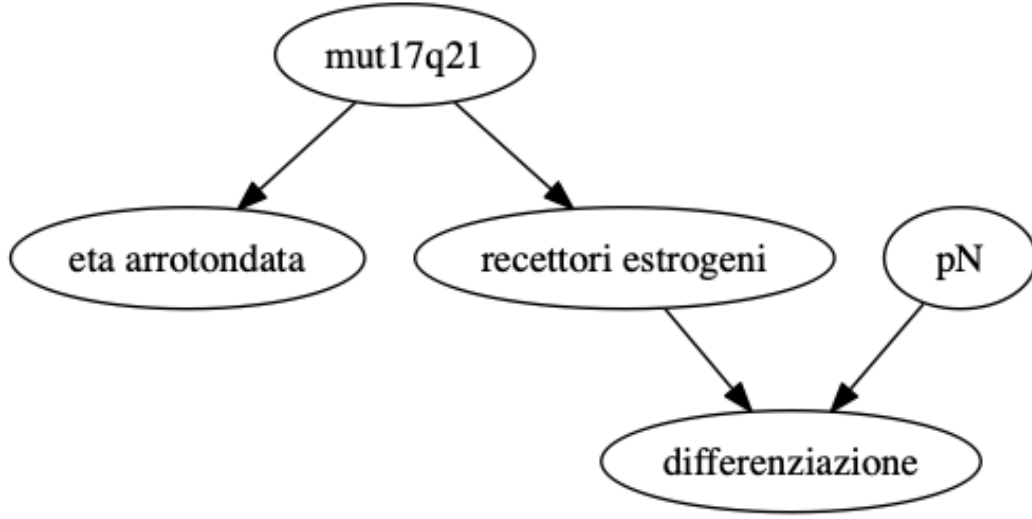 mut17q21
eta arrotondata
recettori estrogeni
pN
differenziazione